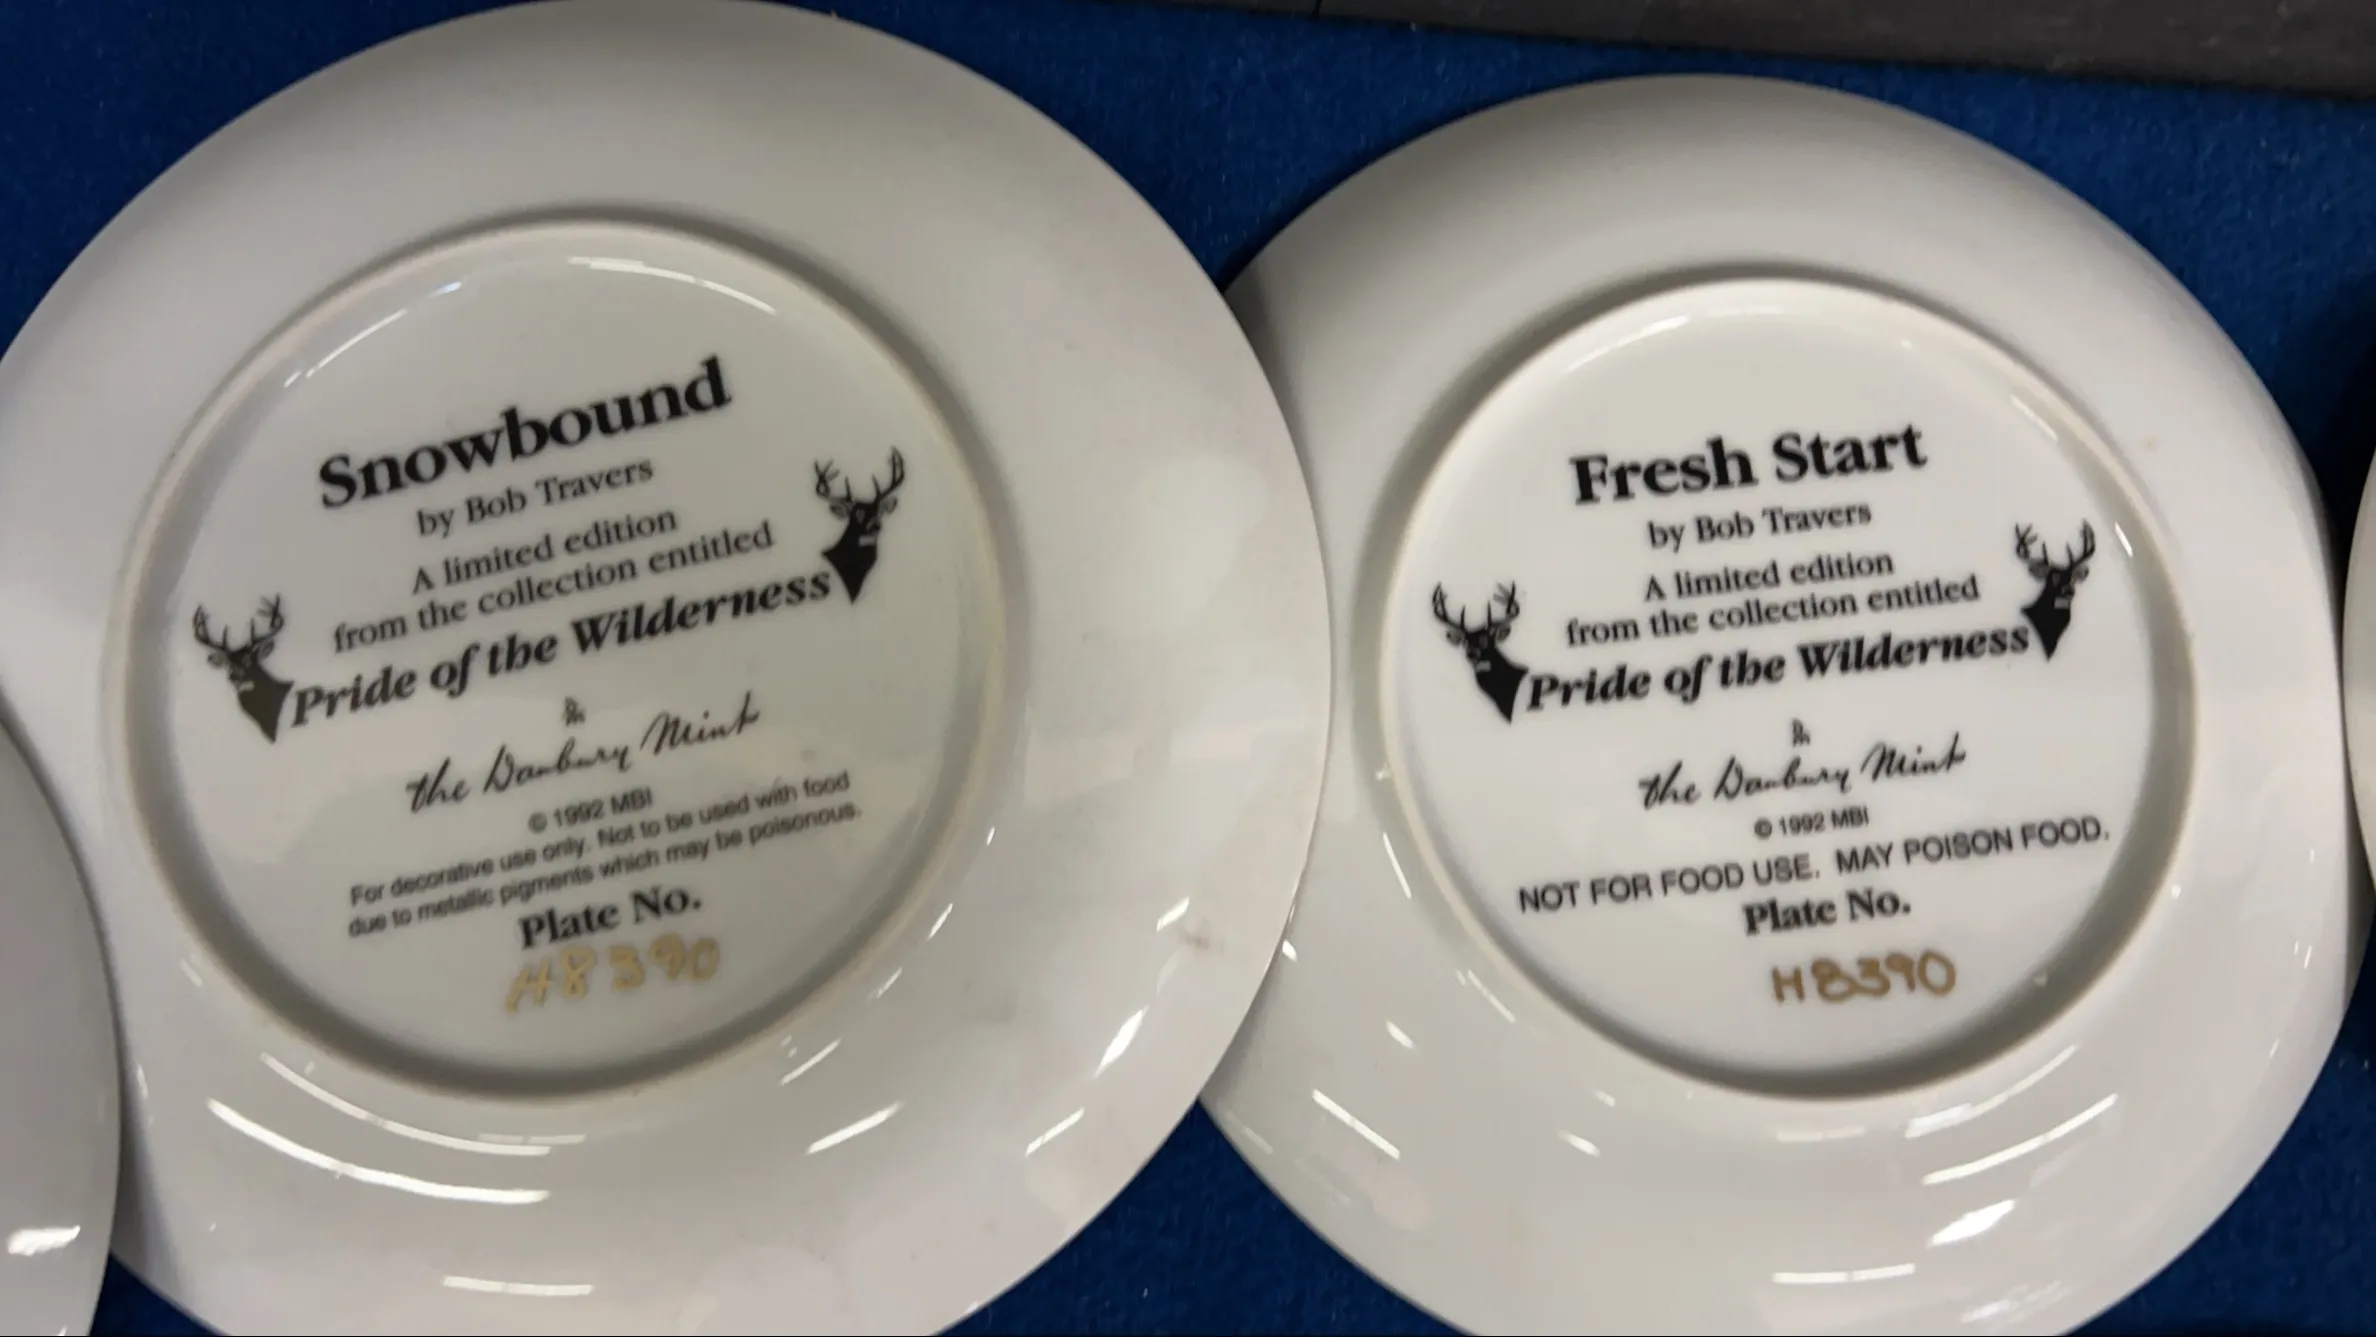 Snowbound
by Bob Travers
A limited edition
from the collection entitled
Pride of the Wilderness
the Danbury Mint
© 1992 MBI
For decorative use only. Not to be used with food
due to metallic pigments which may be poisonous.
Plate No.
H8390
Fresh Start
by Bob Travers
A limited edition
from the collection entitled
Pride of the Wilderness
the Danbury Mint
© 1992 MBI
NOT FOR FOOD USE. MAY POISON FOOD.
Plate No.
H8390